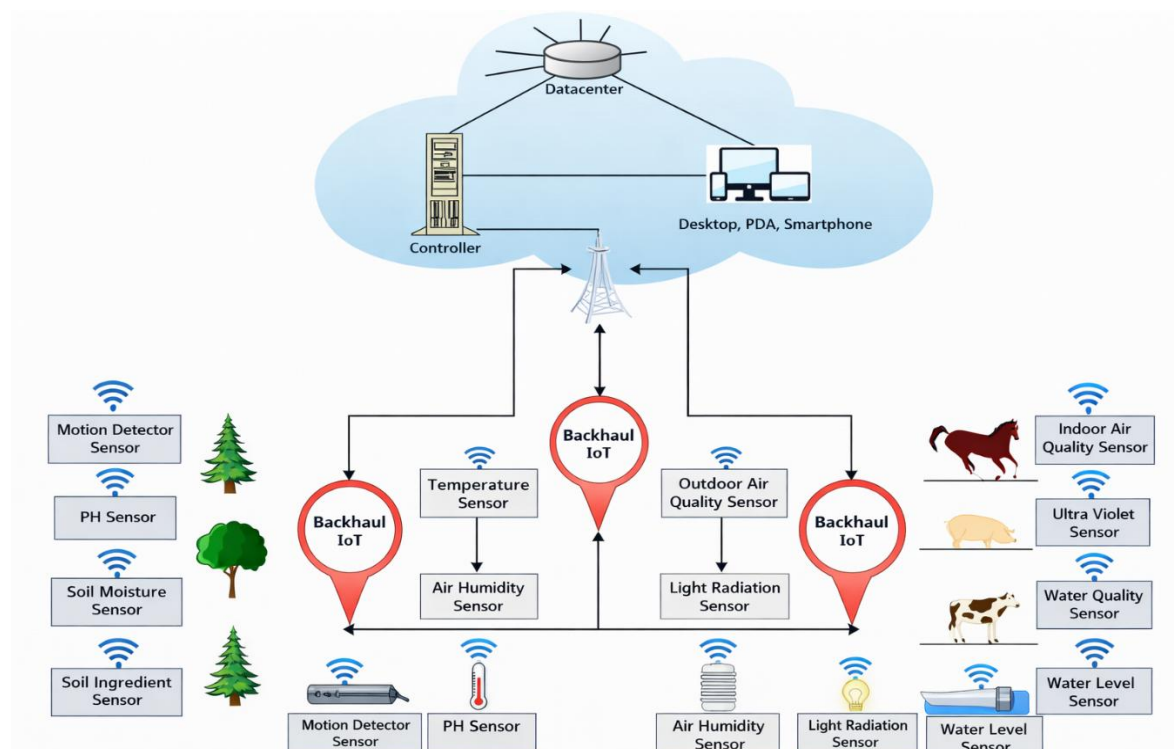 Datacenter
Controller
Desktop, PDA, Smartphone
Motion Detector
Sensor
PH Sensor
Soil Moisture
Sensor
Soil Ingredient
Sensor
Backhaul
IoT
Temperature
Sensor
Air Humidity
Sensor
Backhaul
IoT
Outdoor Air
Quality Sensor
Light Radiation
Sensor
Backhaul
IoT
Indoor Air
Quality Sensor
Ultra Violet
Sensor
Water Quality
Sensor
Water Level
Sensor
Motion Detector
Sensor
PH Sensor
Air Humidity
Sensor
Light Radiation
Sensor
Water Level
Sensor